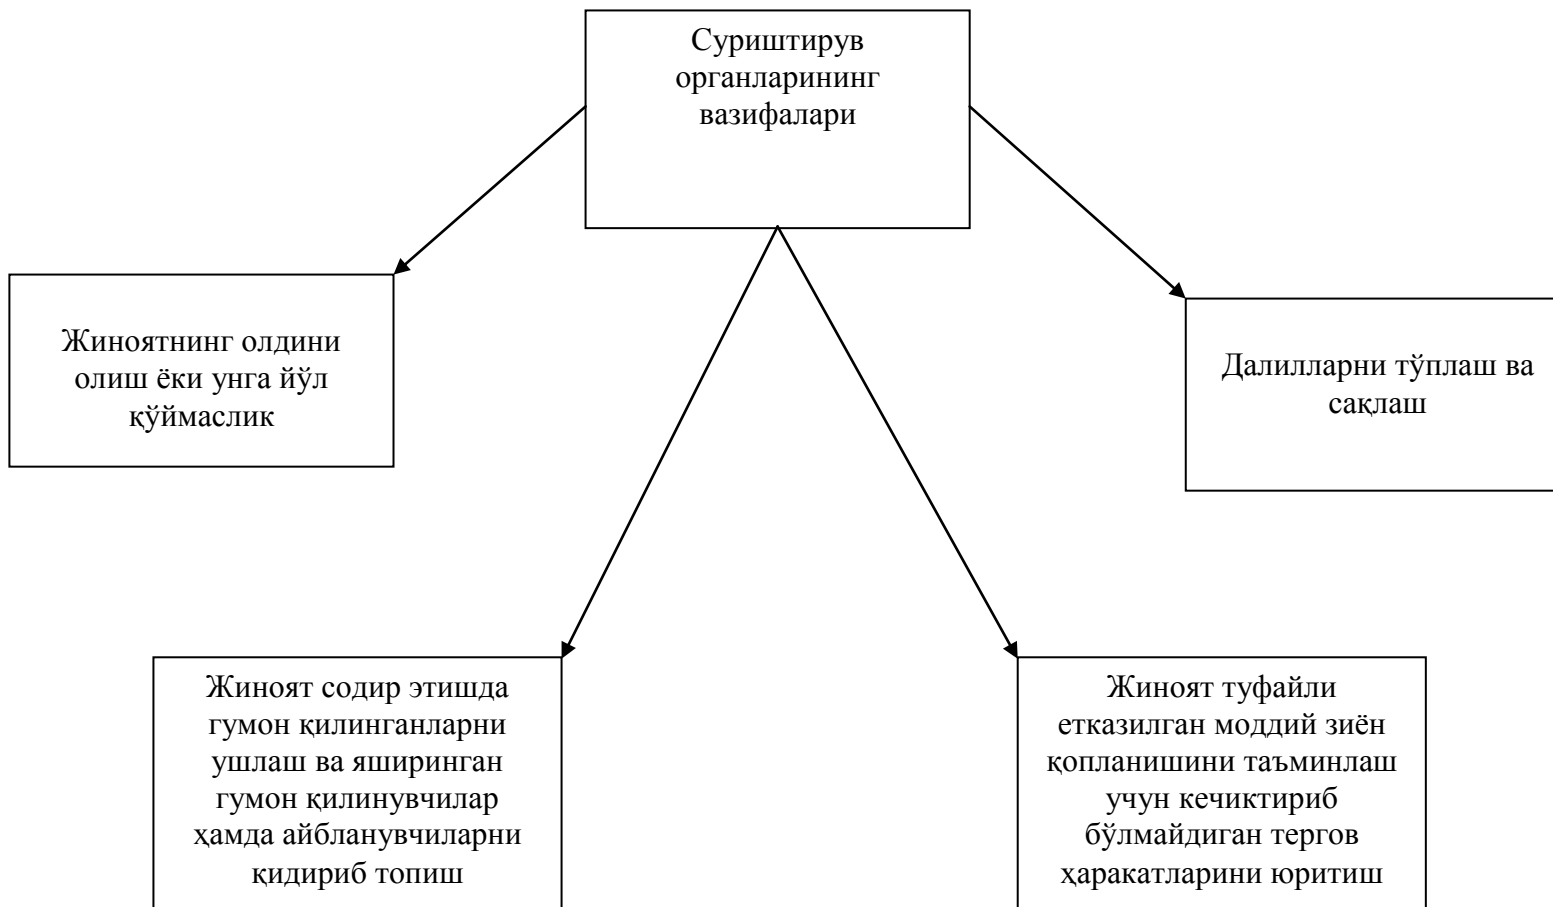 Суриштирув
органларининг
вазифалари
Жиноятнинг олдини
олиш ёки унга йўл
қўймаслик
Далилларни тўплаш ва
сақлаш
Жиноят содир этишда
гумон қилинганларни
ушлаш ва яширинган
гумон қилинувчилар
ҳамда айбланувчиларни
қидириб топиш
Жиноят туфайли
етказилган моддий зиён
қопланишини таъминлаш
учун кечиктириб
бўлмайдиган тергов
ҳаракатларини юритиш